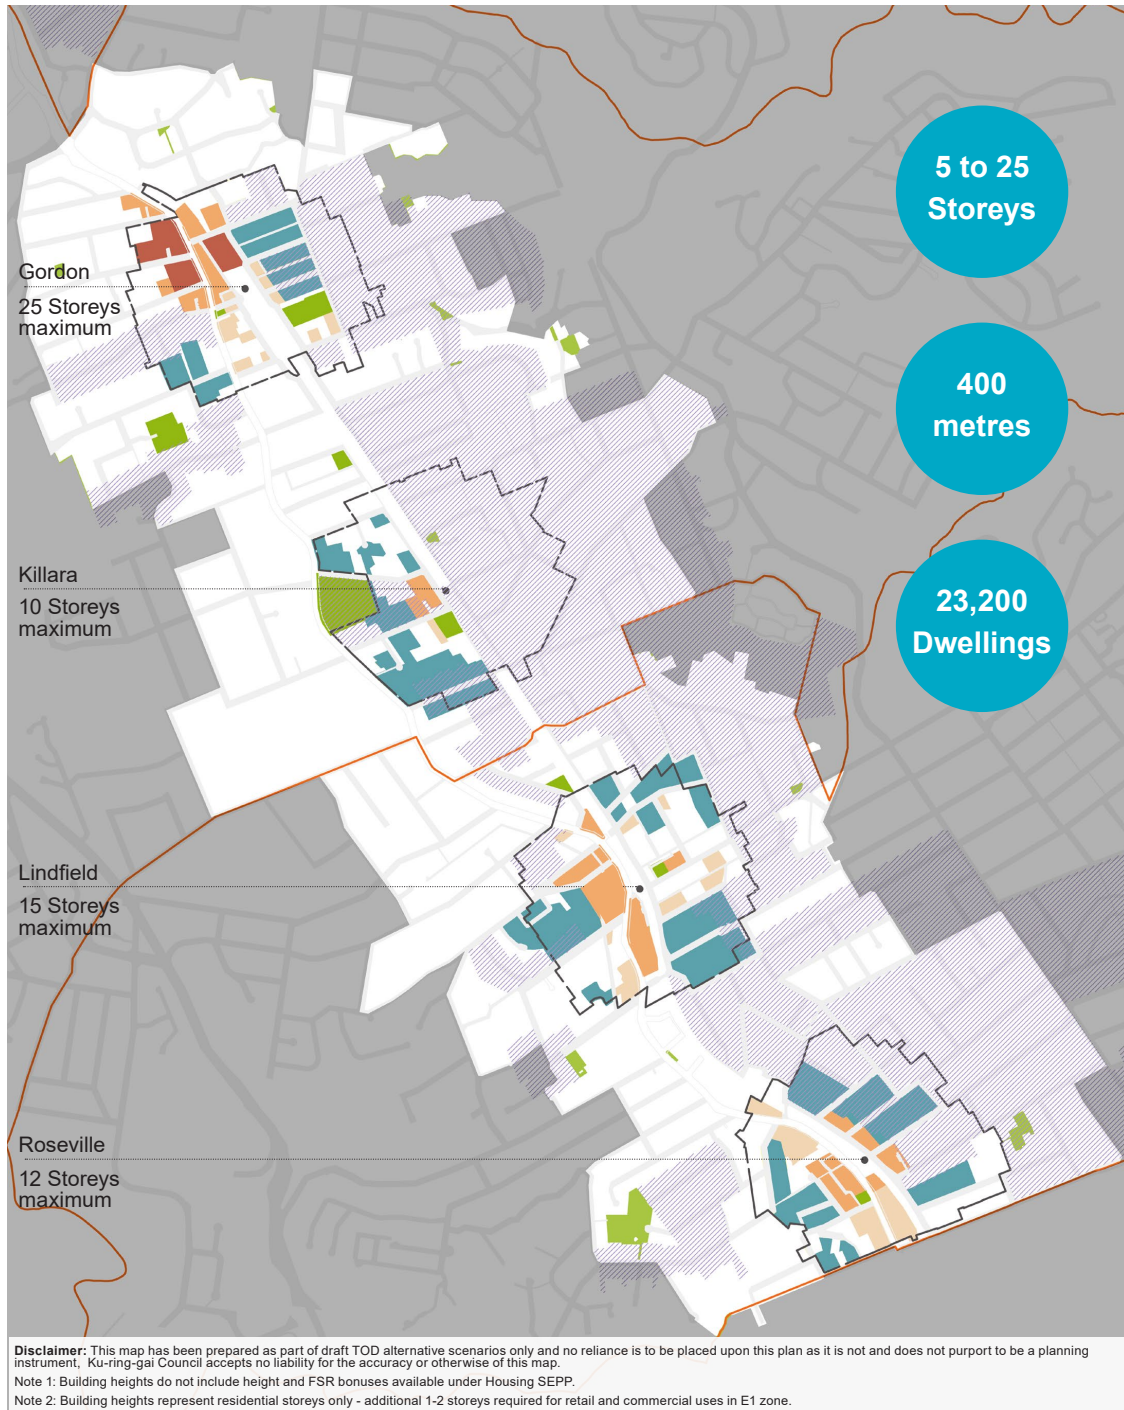 5 to 25
Storeys
Gordon
25 Storeys
maximum
400
metres
Killara
10 Storeys
maximum
23,200
Dwellings
Lindfield
15 Storeys
maximum
Roseville
12 Storeys
maximum
Disclaimer: This map has been prepared as part of draft TOD alternative scenarios only and no reliance is to be placed upon this plan as it is not and does not purport to be a planning
instrument, Ku-ring-gai Council accepts no liability for the accuracy or otherwise of this map.
Note 1: Building heights do not include height and FSR bonuses available under Housing SEPP.
Note 2: Building heights represent residential storeys only - additional 1-2 storeys required for retail and commercial uses in E1 zone.